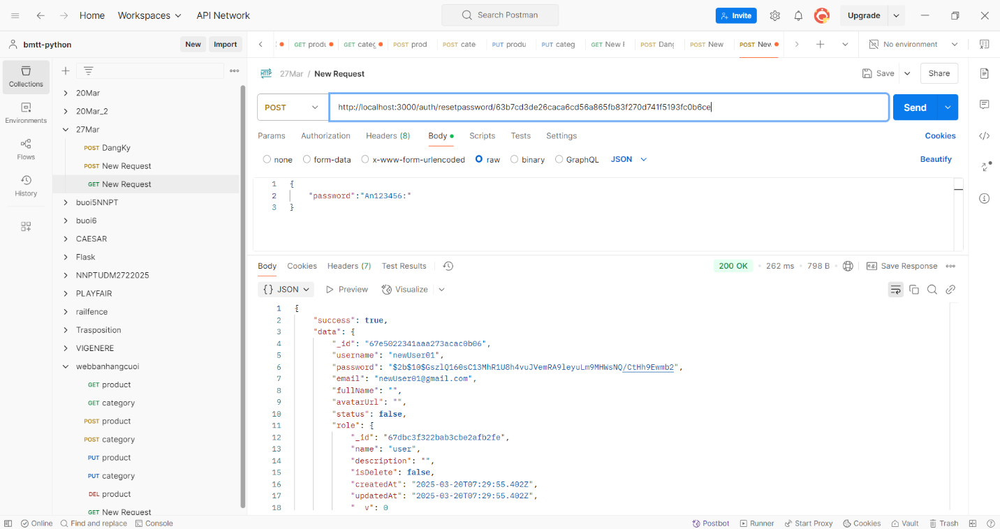 Home Workspaces API Network Search Postman Invite Upgrade
bmtt-python New Import GET produ GET categ POST prod POST cate PUT produ PUT categ GET New F POST Dang POST New POST New No environment
Collections
Environments
Flows
History
20Mar
20Mar_2
27Mar
POST DangKy
POST New Request
GET New Request
buoi5NNPT
buoi6
CAESAR
Flask
NNPTUDM2722025
PLAYFAIR
railfence
Trasposition
VIGENERE
webbanhangcuoi
GET product
GET category
POST product
POST category
PUT product
PUT category
DEL product
GET New Request
HTTP 27Mar / New Request Save Share
POST http://localhost:3000/auth/resetpassword/63b7cd3de26caca6cd56a865fb83f270d741f5193fc0b6ce Send
Params Authorization Headers (8) Body Scripts Tests Settings Cookies
none form-data x-www-form-urlencoded raw binary GraphQL JSON Beautify
1 {
2 "password":"An123456:"
3 }
Body Cookies Headers (7) Test Results 200 OK 262 ms 798 B e.g. Save Response
{} JSON Preview Visualize
1 {
2 "success": true,
3 "data": {
4 "_id": "67e5022341aaa273acac0b06",
5 "username": "newUser01",
6 "password": "$2b$10$GszlQ160sC13MhR1U8h4vuJVemRA9leyuLm9MHWsNQ/CtHh9Ewmb2",
7 "email": "newUser01@gmail.com",
8 "fullName": "",
9 "avatarUrl": "",
10 "status": false,
11 "role": {
12 "_id": "67dbc3f322bab3cbe2afb2fe",
13 "name": "user",
14 "description": "",
15 "isDelete": false,
16 "createdAt": "2025-03-20T07:29:55.402Z",
17 "updatedAt": "2025-03-20T07:29:55.402Z",
18 "__v": 0
Online Find and replace Console Postbot Runner Start Proxy Cookies Vault Trash